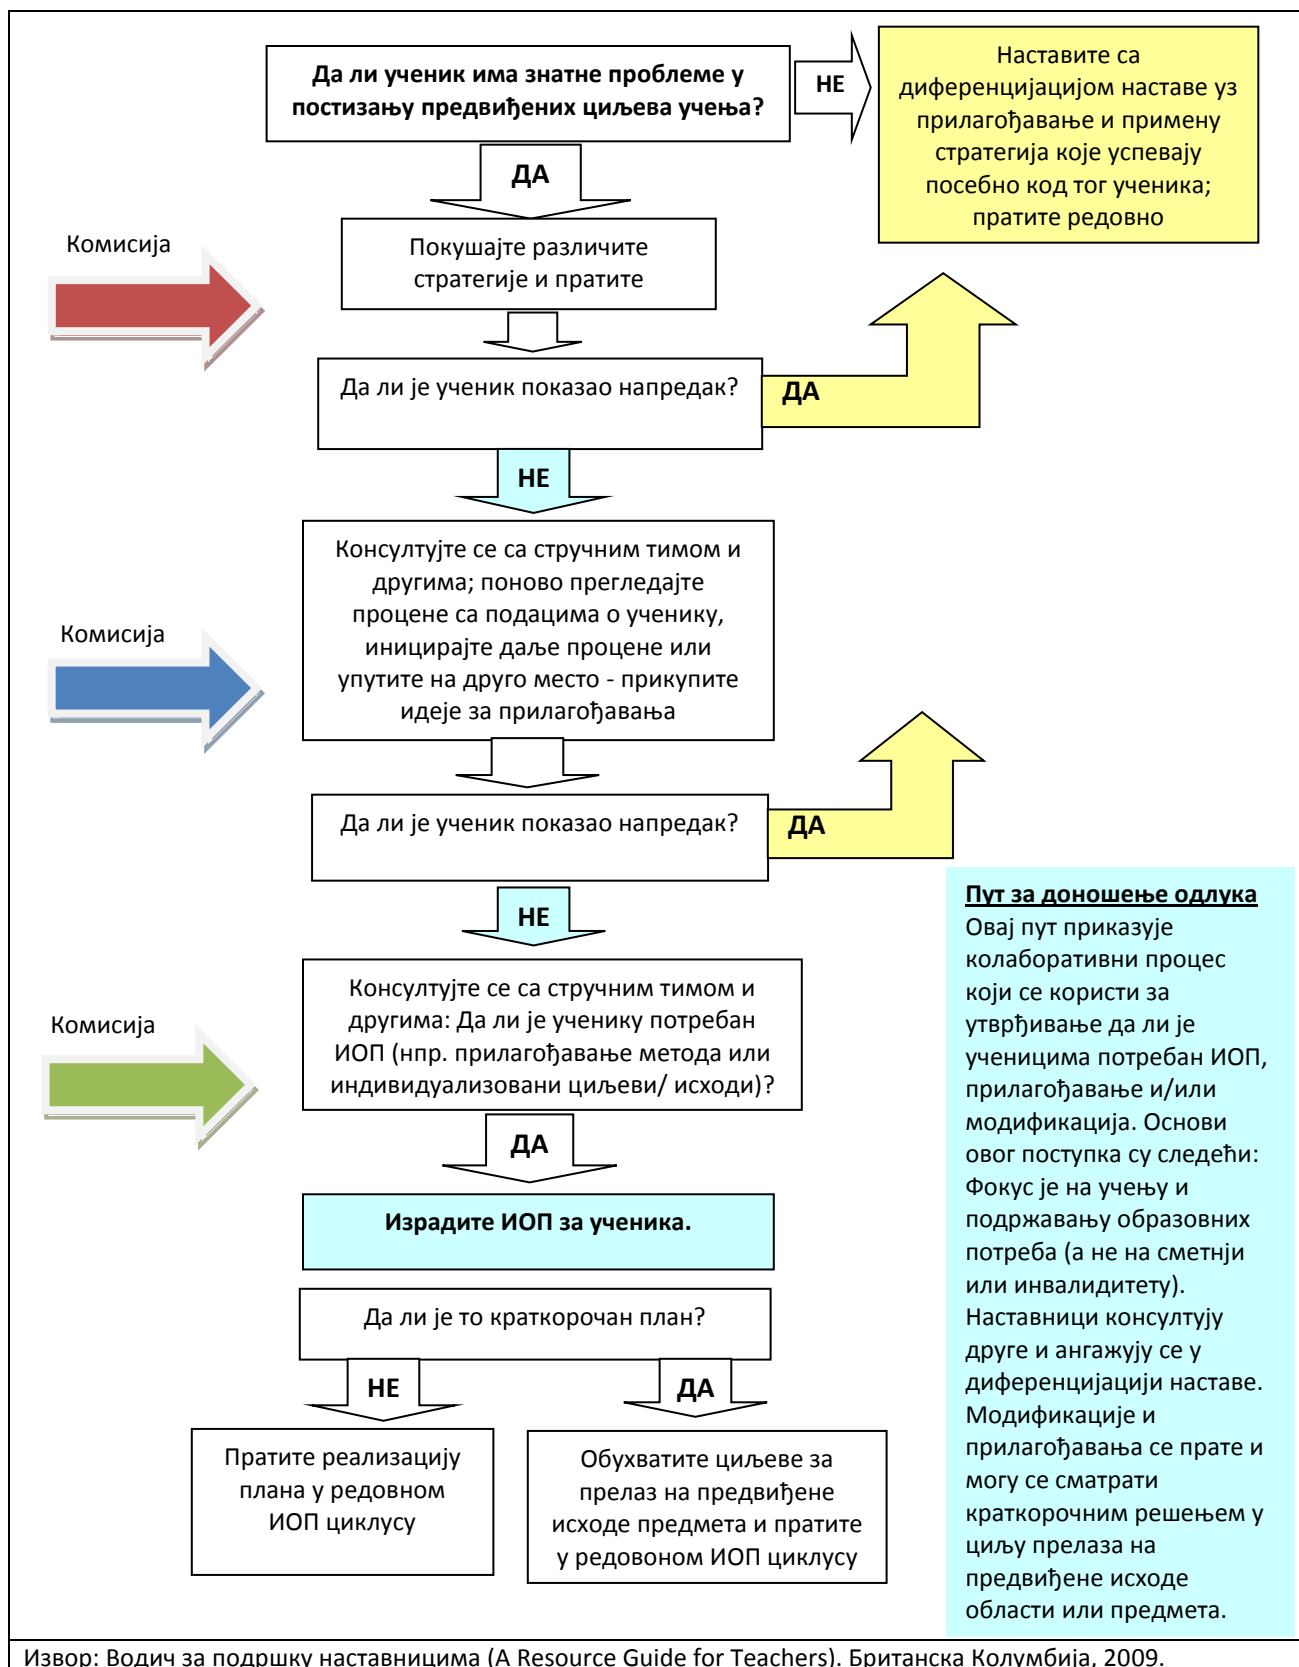 Да ли ученик има знатне проблеме у
постизању предвиђених циљева учења?
НЕ
Наставите са
диференцијацијом наставе уз
прилагођавање и примену
стратегија које успевају
посебно код тог ученика;
пратите редовно
ДА
Комисија
Покушајте различите
стратегије и пратите
Да ли је ученик показао напредак?
ДА
НЕ
Консултујте се са стручним тимом и
другима; поново прегледајте
процене са подацима о ученику,
иницирајте даље процене или
упутите на друго место - прикупите
идеје за прилагођавања
Комисија
Да ли је ученик показао напредак?
ДА
НЕ
Консултујте се са стручним тимом и
другима: Да ли је ученику потребан
ИОП (нпр. прилагођавање метода или
индивидуализовани циљеви/ исходи)?
Комисија
ДА
Израдите ИОП за ученика.
Да ли је то краткорочан план?
НЕ
ДА
Пратите реализацију
плана у редовном
ИОП циклусу
Обухватите циљеве за
прелаз на предвиђене
исходе предмета и пратите
у редовоном ИОП циклусу
Пут за доношење одлука
Овај пут приказује
колаборативни процес
који се користи за
утврђивање да ли је
ученицима потребан ИОП,
прилагођавање и/или
модификација. Основи
овог поступка су следећи:
Фокус је на учењу и
подржавању образовних
потреба (а не на сметњи
или инвалидитету).
Наставници консултују
друге и ангажују се у
диференцијацији наставе.
Модификације и
прилагођавања се прате и
могу се сматрати
краткорочним решењем у
циљу прелаза на
предвиђене исходе
области или предмета.
Извор: Водич за подршку наставницима (A Resource Guide for Teachers). Британска Колумбија, 2009.